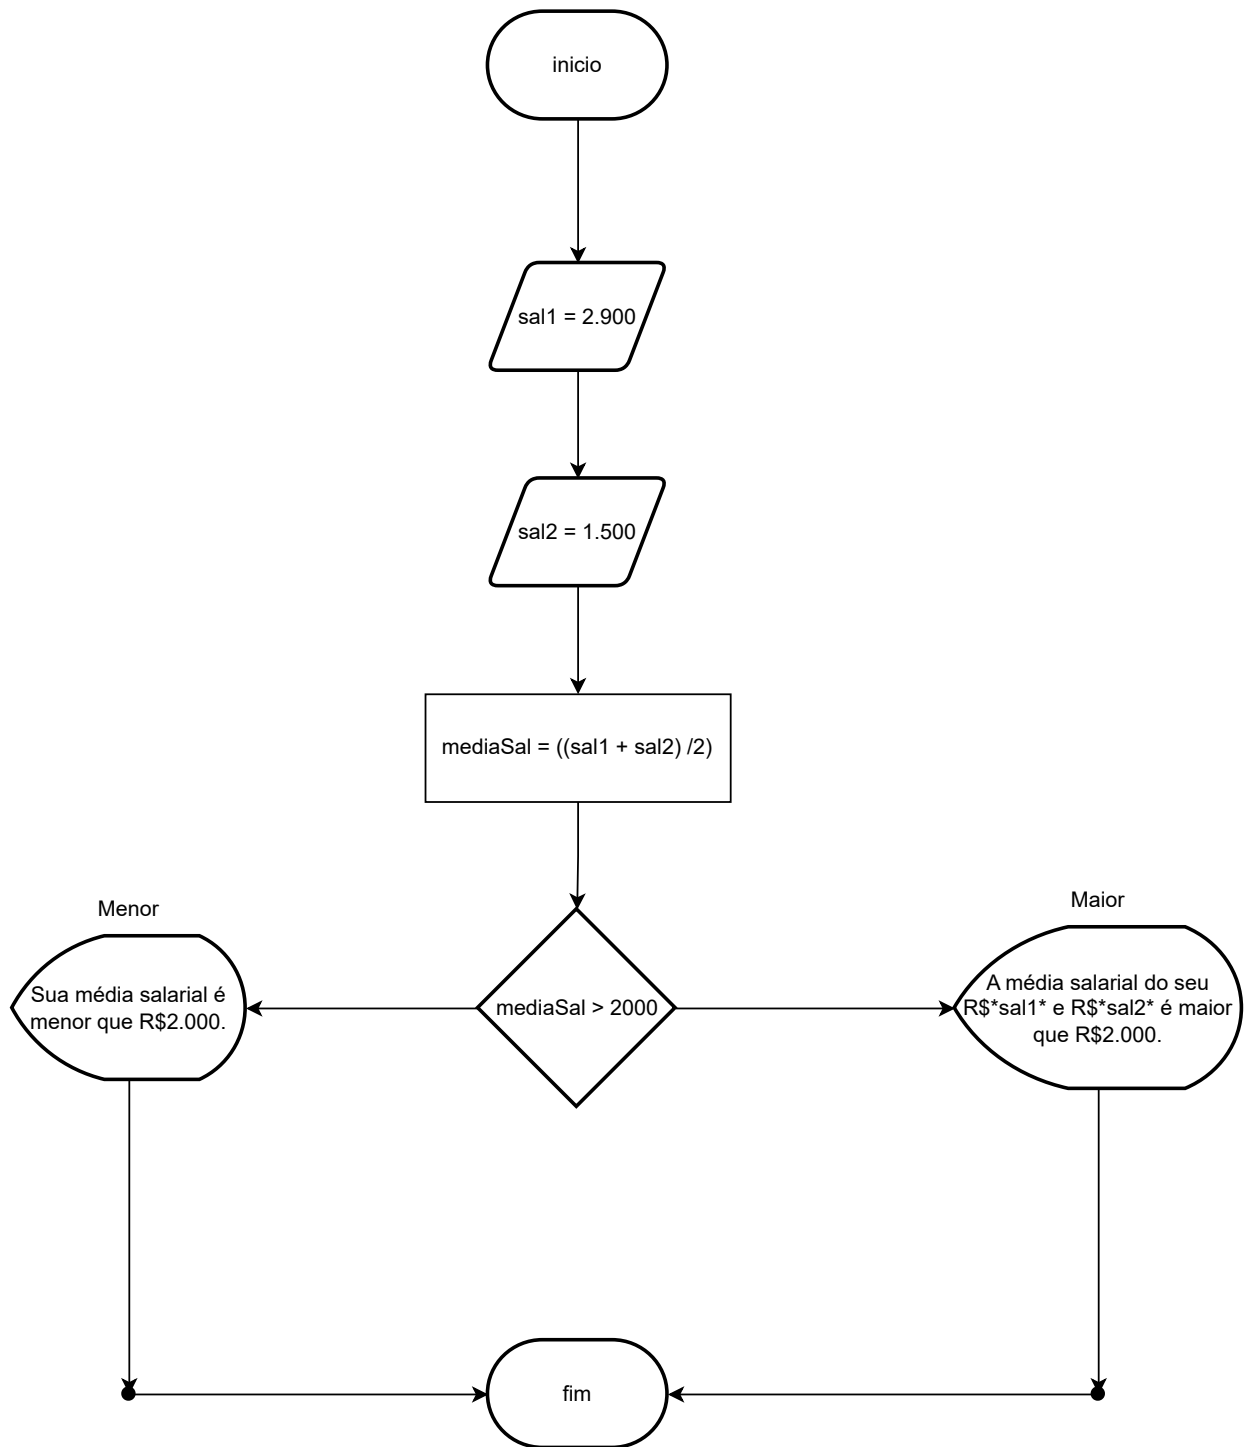 inicio
sal1 = 2.900
sal2 = 1.500
mediaSal = ((sal1 + sal2) /2)
Menor
Maior
Sua média salarial é
menor que R$2.000.
mediaSal > 2000
A média salarial do seu
R$*sal1* e R$*sal2* é maior
que R$2.000.
fim